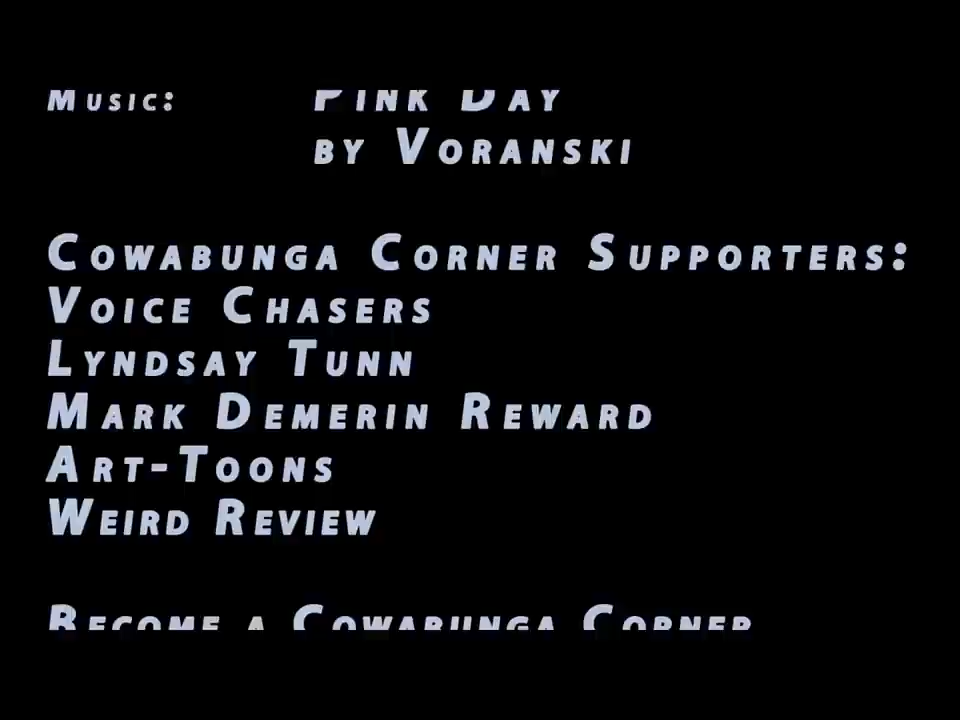 Music: Pink Day
by Voranski
Cowabunga Corner Supporters:
Voice Chasers
Lyndsay Tunn
Mark Demerin Reward
Art-Toons
Weird Review
Become a Cowabunga Corner